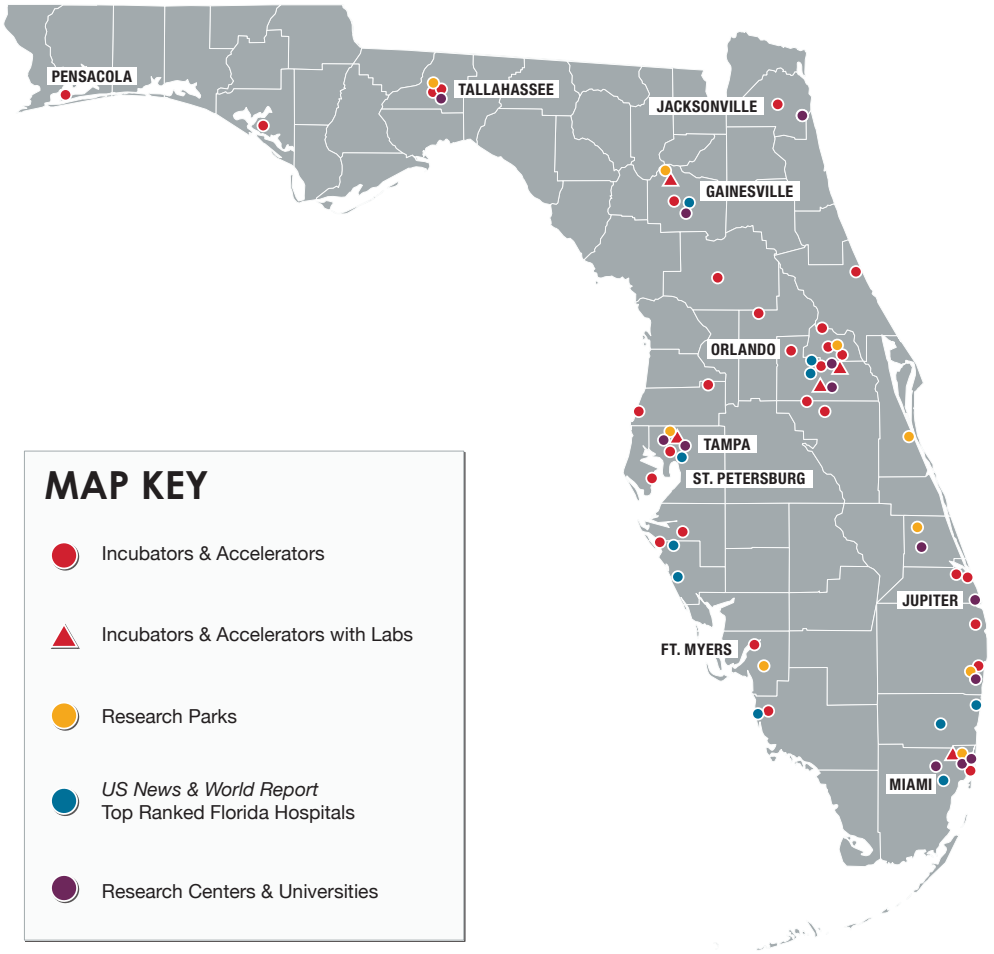 PENSACOLA
TALLAHASSEE
JACKSONVILLE
GAINESVILLE
ORLANDO
TAMPA
ST. PETERSBURG
JUPITER
FT. MYERS
MIAMI
MAP KEY
Incubators & Accelerators
Incubators & Accelerators with Labs
Research Parks
US News & World Report
Top Ranked Florida Hospitals
Research Centers & Universities